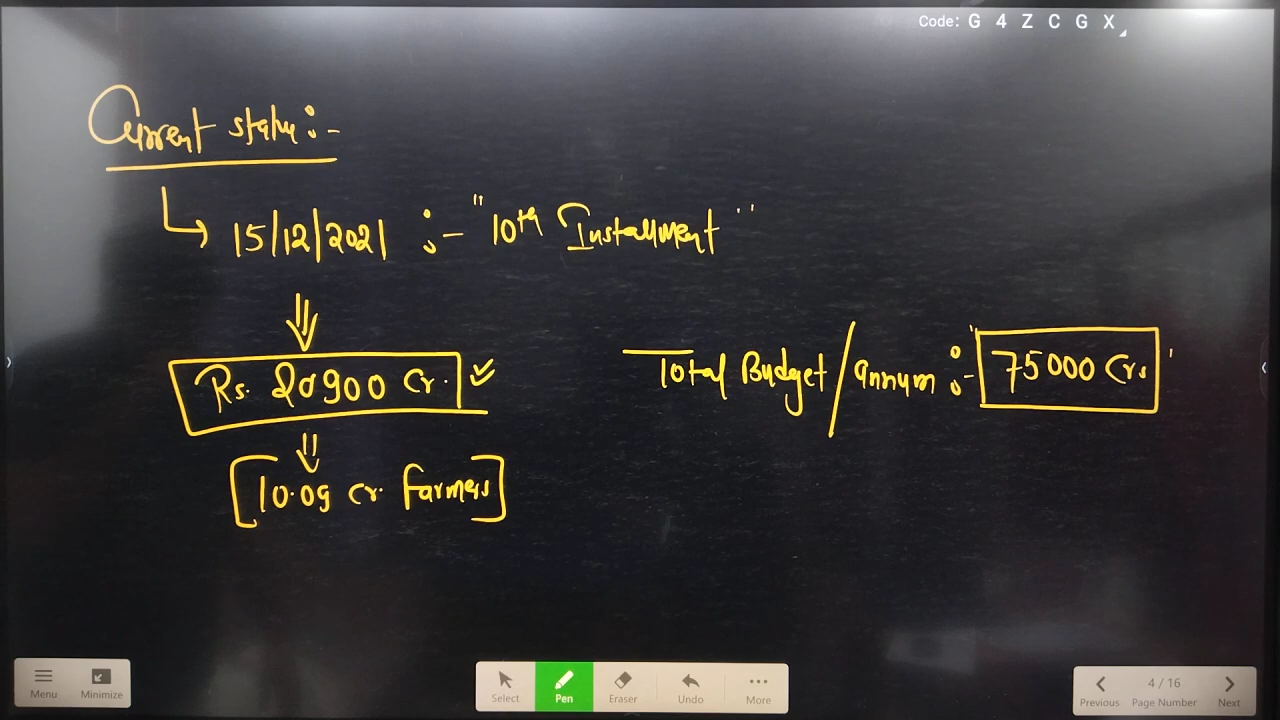 Code: G 4 Z C G X
Current status :-
15/12/2021 :- "10th Installment"
Rs. 20900 Cr.
[10.09 Cr. Farmers]
Total Budget/annum :- "75000 Crs"
Menu
Minimize
Select
Pen
Eraser
Undo
More
Previous
4 / 16
Page Number
Next